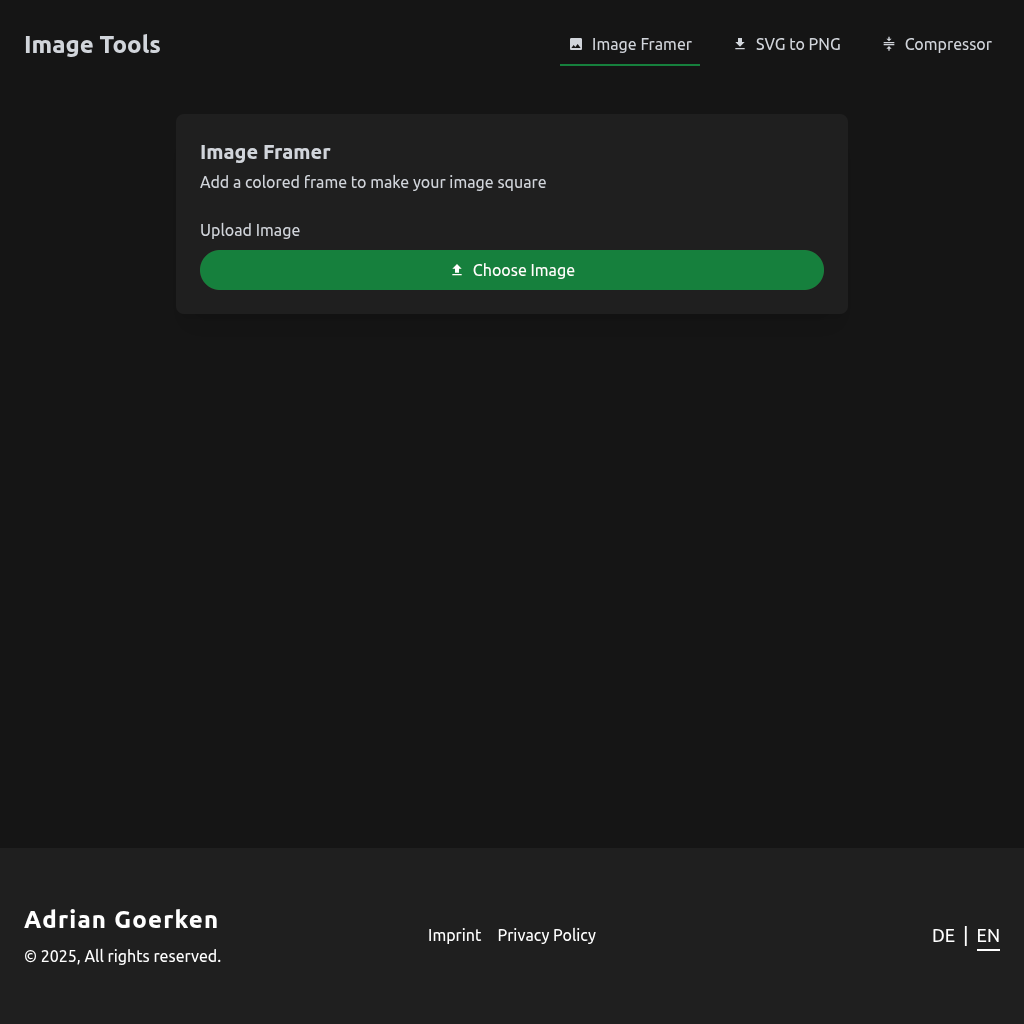 Image Tools
Image Framer
SVG to PNG
Compressor
Image Framer
Add a colored frame to make your image square
Upload Image
Choose Image
Adrian Goerken
© 2025, All rights reserved.
Imprint
Privacy Policy
DE | EN